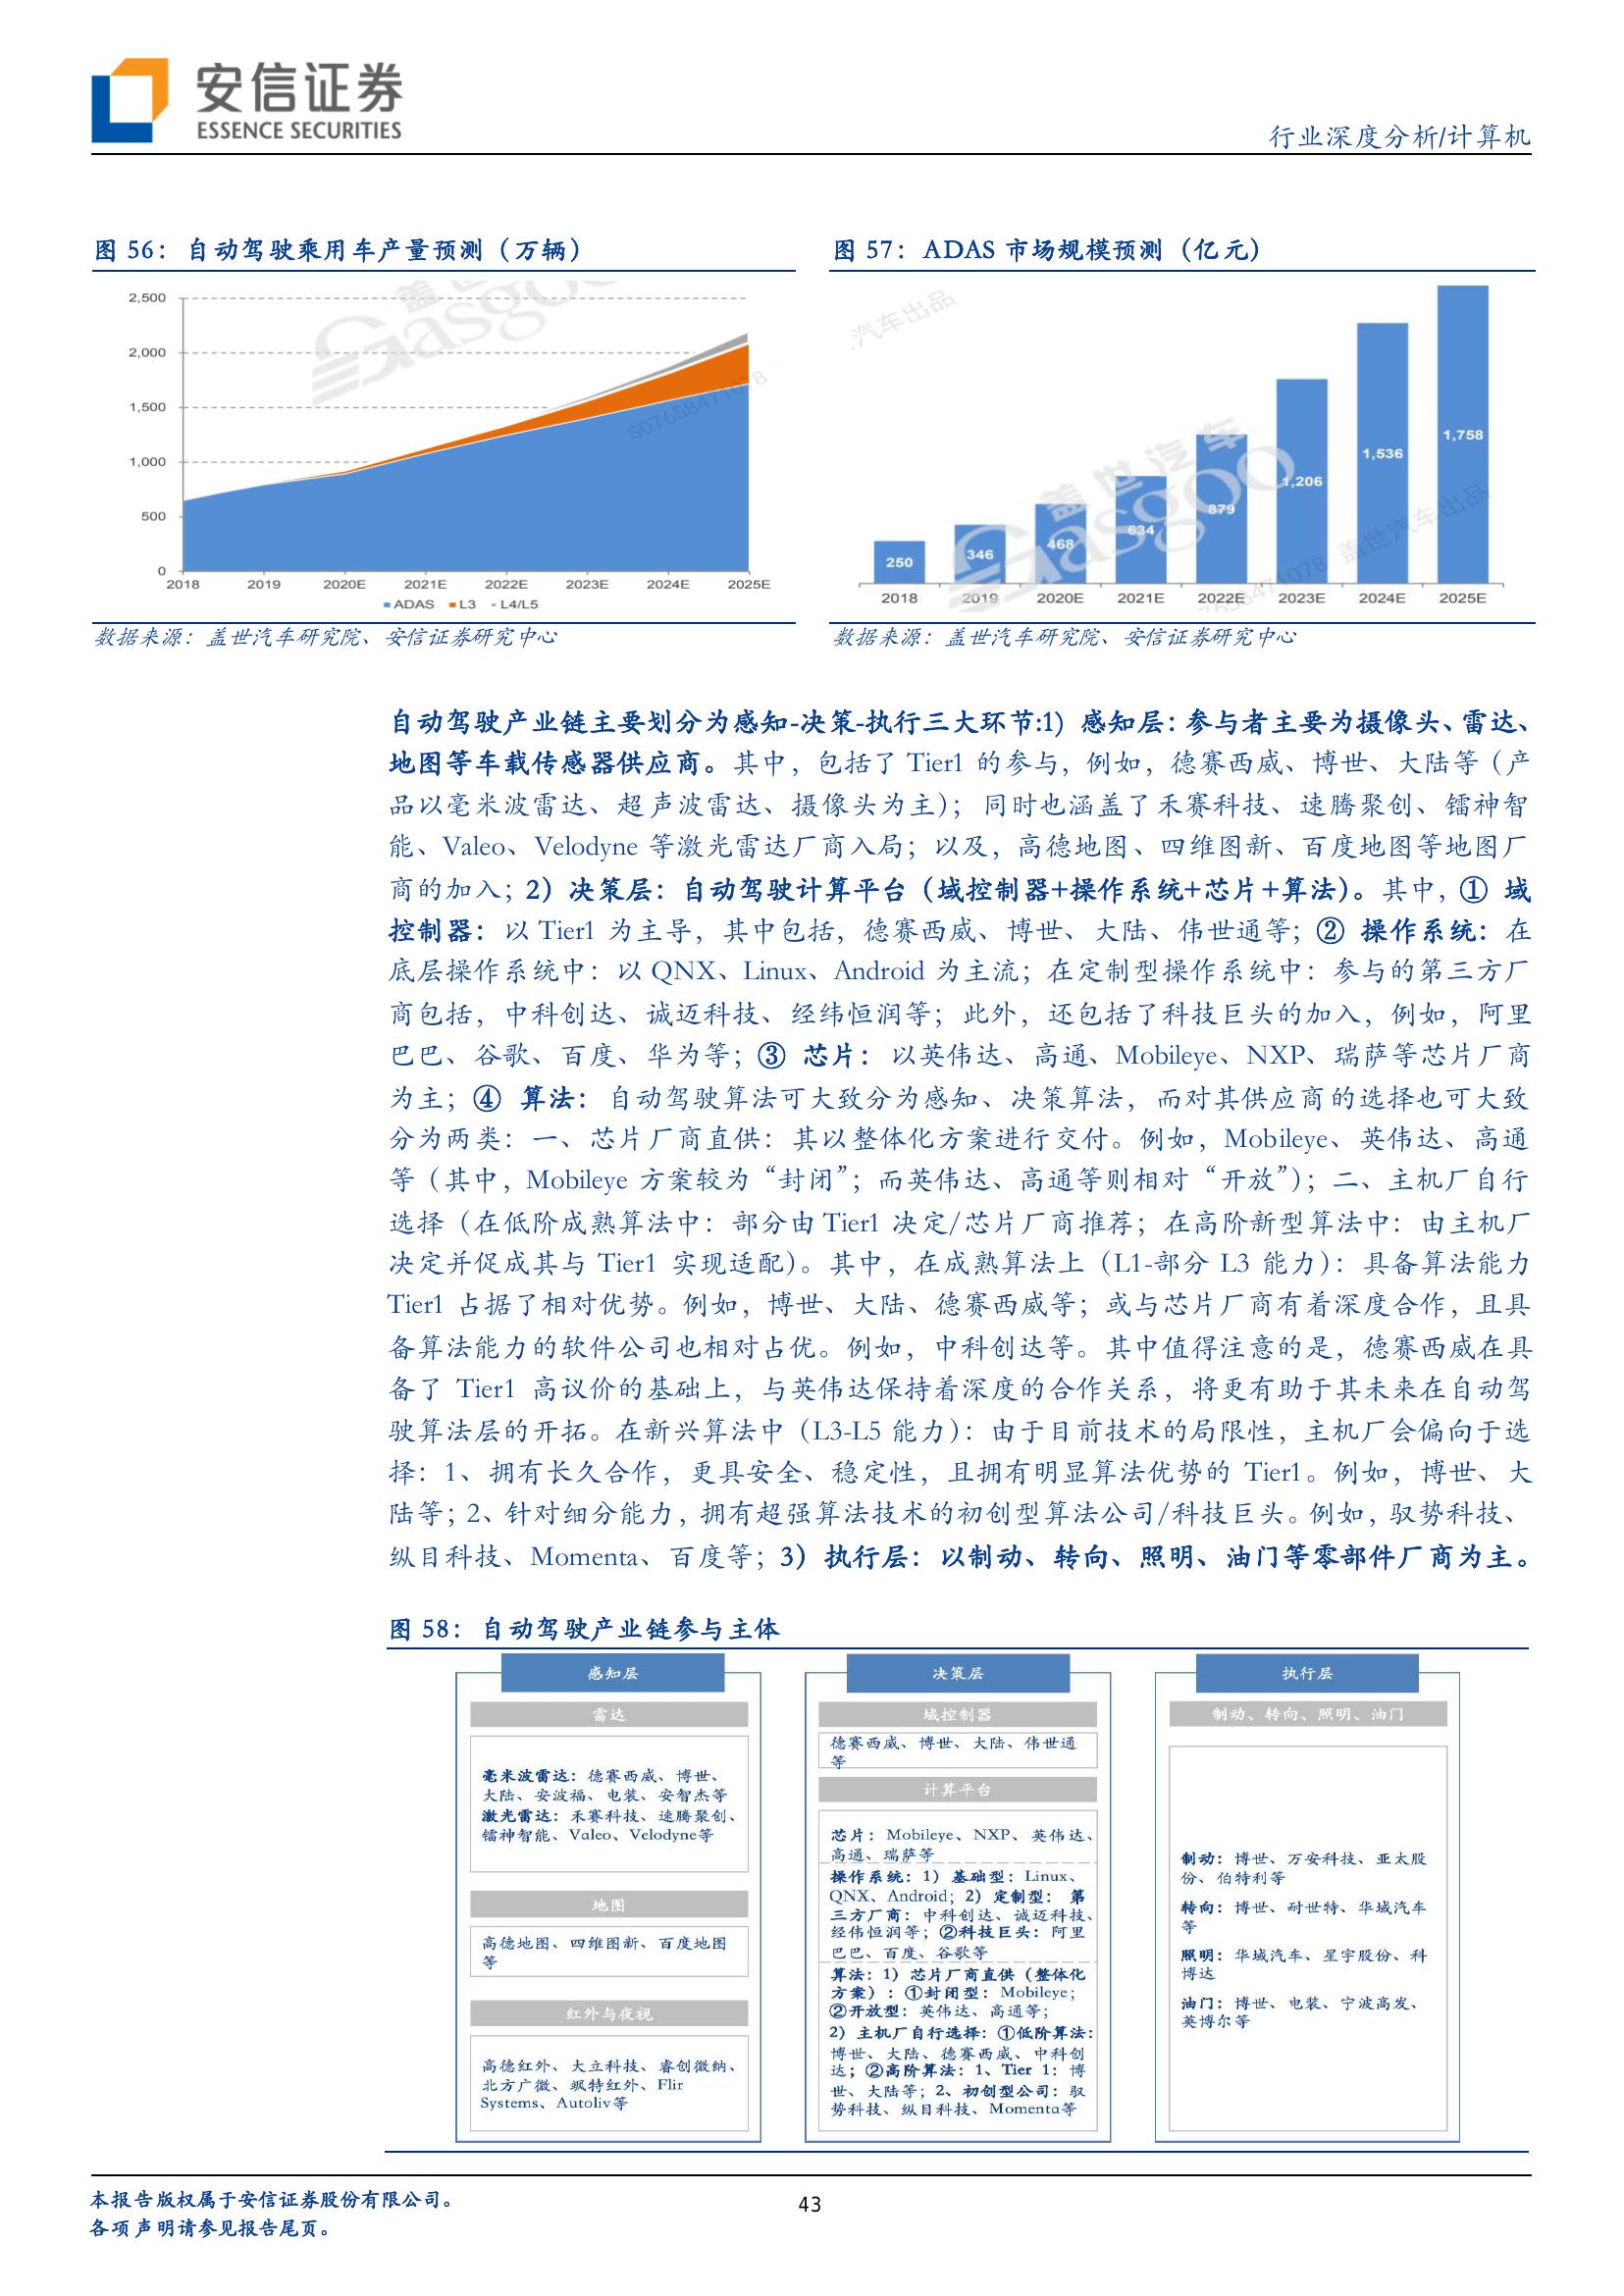 安信证券
ESSENCE SECURITIES
行业深度分析/计算机
图 56：自动驾驶乘用车产量预测（万辆）
2,500
2,000
1,500
1,000
500
0
2018 2019 2020E 2021E 2022E 2023E 2024E 2025E
ADAS L3 L4/L5
Gasgoo
S07658471078
数据来源：盖世汽车研究院、安信证券研究中心
图 57：ADAS 市场规模预测（亿元）
汽车出品
盖世汽车
Gasgoo
盖世汽车出品
250 346 468 634 879 1,206 1,536 1,758
2018 2019 2020E 2021E 2022E 2023E 2024E 2025E
数据来源：盖世汽车研究院、安信证券研究中心
自动驾驶产业链主要划分为感知-决策-执行三大环节:1）感知层：参与者主要为摄像头、雷达、
地图等车载传感器供应商。其中，包括了 Tier1 的参与，例如，德赛西威、博世、大陆等（产
品以毫米波雷达、超声波雷达、摄像头为主）；同时也涵盖了禾赛科技、速腾聚创、镭神智
能、Valeo、Velodyne 等激光雷达厂商入局；以及，高德地图、四维图新、百度地图等地图厂
商的加入；2）决策层：自动驾驶计算平台（域控制器+操作系统+芯片+算法）。其中，① 域
控制器：以 Tier1 为主导，其中包括，德赛西威、博世、大陆、伟世通等；② 操作系统：在
底层操作系统中：以 QNX、Linux、Android 为主流；在定制型操作系统中：参与的第三方厂
商包括，中科创达、诚迈科技、经纬恒润等；此外，还包括了科技巨头的加入，例如，阿里
巴巴、谷歌、百度、华为等；③ 芯片：以英伟达、高通、Mobileye、NXP、瑞萨等芯片厂商
为主；④ 算法：自动驾驶算法可大致分为感知、决策算法，而对其供应商的选择也可大致
分为两类：一、芯片厂商直供：其以整体化方案进行交付。例如，Mobileye、英伟达、高通
等（其中，Mobileye 方案较为“封闭”；而英伟达、高通等则相对“开放”）；二、主机厂自行
选择（在低阶成熟算法中：部分由 Tier1 决定/芯片厂商推荐；在高阶新型算法中：由主机厂
决定并促成其与 Tier1 实现适配）。其中，在成熟算法上（L1-部分 L3 能力）：具备算法能力
Tier1 占据了相对优势。例如，博世、大陆、德赛西威等；或与芯片厂商有着深度合作，且具
备算法能力的软件公司也相对占优。例如，中科创达等。其中值得注意的是，德赛西威在具
备了 Tier1 高议价的基础上，与英伟达保持着深度的合作关系，将更有助于其未来在自动驾
驶算法层的开拓。在新兴算法中（L3-L5 能力）：由于目前技术的局限性，主机厂会偏向于选
择：1、拥有长久合作，更具安全、稳定性，且拥有明显算法优势的 Tier1。例如，博世、大
陆等；2、针对细分能力，拥有超强算法技术的初创型算法公司/科技巨头。例如，驭势科技、
纵目科技、Momenta、百度等；3）执行层：以制动、转向、照明、油门等零部件厂商为主。
图 58：自动驾驶产业链参与主体
感知层
雷达
毫米波雷达：德赛西威、博世、
大陆、安波福、电装、安智杰等
激光雷达：禾赛科技、速腾聚创、
镭神智能、Valeo、Velodyne等
地图
高德地图、四维图新、百度地图
等
红外与夜视
高德红外、大立科技、睿创微纳、
北方广微、飒特红外、Flir
Systems、Autoliv等
决策层
域控制器
德赛西威、博世、大陆、伟世通
等
计算平台
芯片：Mobileye、NXP、英伟达、
高通、瑞萨等
操作系统：1）基础型：Linux、
QNX、Android；2）定制型：第
三方厂商：中科创达、诚迈科技、
经伟恒润等；②科技巨头：阿里
巴巴、百度、谷歌等
算法：1）芯片厂商直供（整体化
方案）：①封闭型：Mobileye；
②开放型：英伟达、高通等；
2）主机厂自行选择：①低阶算法：
博世、大陆、德赛西威、中科创
达；②高阶算法：1、Tier 1：博
世、大陆等；2、初创型公司：驭
势科技、纵目科技、Momenta等
执行层
制动、转向、照明、油门
制动：博世、万安科技、亚太股
份、伯特利等
转向：博世、耐世特、华域汽车
等
照明：华域汽车、星宇股份、科
博达
油门：博世、电装、宁波高发、
英博尔等
本报告版权属于安信证券股份有限公司。
各项声明请参见报告尾页。
43